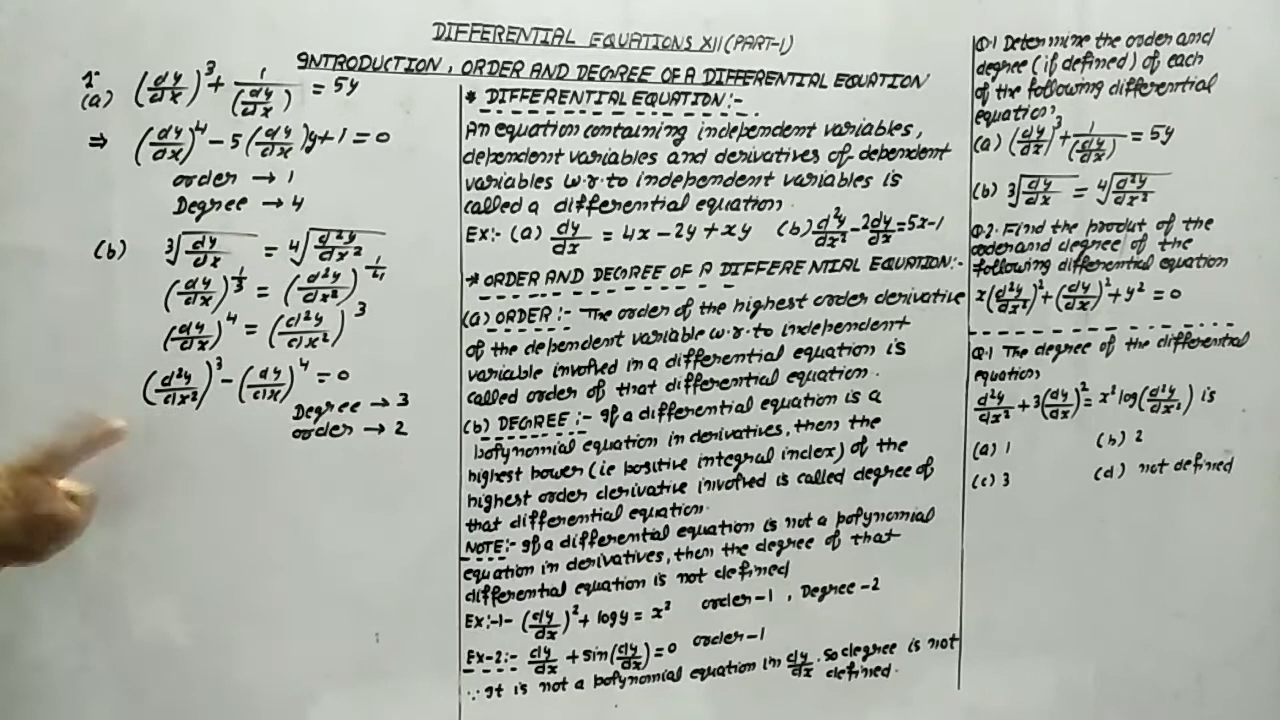 DIFFERENTIAL EQUATIONS XII (PART-1)
INTRODUCTION, ORDER AND DEGREE OF A DIFFERENTIAL EQUATION
1-
(a) (dy/dx)^3 + 1/(dy/dx) = 5y
⇒ (dy/dx)^4 - 5(dy/dx)y + 1 = 0
order → 1
Degree → 4
(b) ∛(dy/dx) = ∜(d²y/dx²)
(dy/dx)^(1/3) = (d²y/dx²)^(1/4)
(dy/dx)^4 = (d²y/dx²)^3
(d²y/dx²)^3 - (dy/dx)^4 = 0
Degree → 3
order → 2
* DIFFERENTIAL EQUATION:-
An equation containing independent variables,
dependent variables and derivatives of dependent
variables w.r.to independent variables is
called a differential equation.
Ex:- (a) dy/dx = 4x - 2y + xy (b) d²y/dx² - 2dy/dx = 5x-1
* ORDER AND DEGREE OF A DIFFERENTIAL EQUATION:-
(a) ORDER:- The order of the highest order derivative
of the dependent variable w.r.to independent
variable involved in a differential equation is
called order of that differential equation.
(b) DEGREE:- If a differential equation is a
polynomial equation in derivatives, then the
highest power (ie positive integral index) of the
highest order derivative involved is called degree of
that differential equation.
NOTE:- If a differential equation is not a polynomial
equation in derivatives, then the degree of that
differential equation is not defined
Ex:-1- (dy/dx)² + log y = x² order-1, Degree-2
Ex-2:- dy/dx + sin(dy/dx) = 0 order-1
∵ It is not a polynomial equation in dy/dx. So degree is not
defined.
Q.1 Determine the order and
degree (if defined) of each
of the following differential
equation:
(a) (dy/dx)^3 + 1/(dy/dx) = 5y
(b) ∛(dy/dx) = ∜(d²y/dx²)
Q.2. Find the produt of the
order and degree of the
following differential equation
x(d²y/dx²)² + (dy/dx)² + y² = 0
Q.1 The degree of the differential
equation
d²y/dx² + 3(dy/dx)² = x² log(d²y/dx²) is
(a) 1 (b) 2
(c) 3 (d) not defined